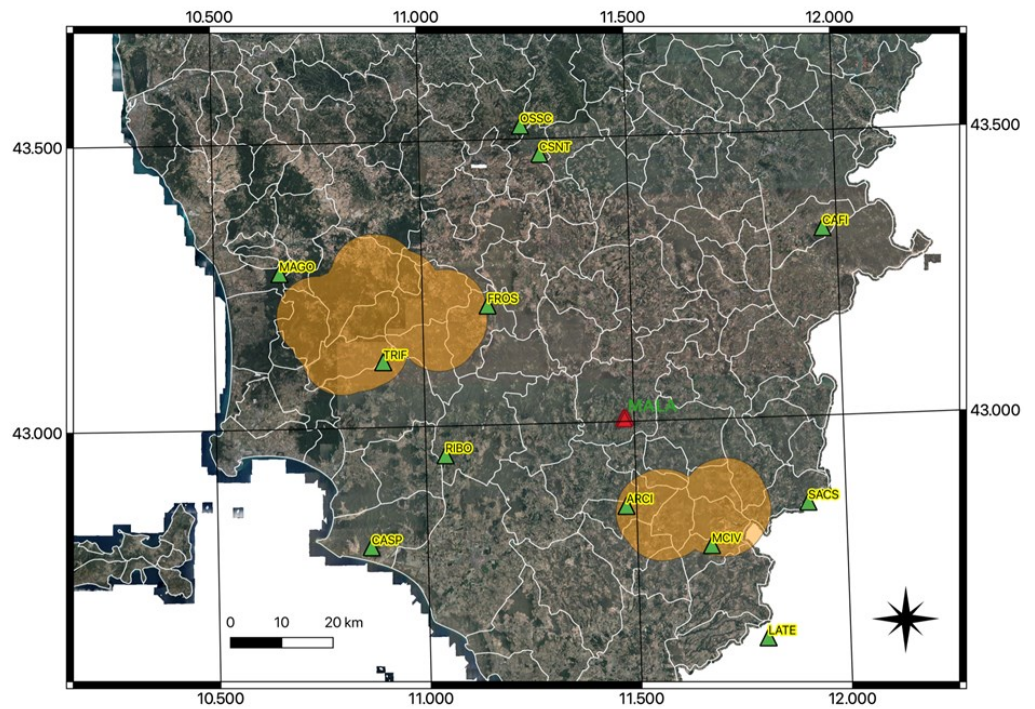 10.500 11.000 11.500 12.000
OSSC
43.500 43.500
CSNT
CAFI
MAGO
FROS
TRIF
MALA
43.000 43.000
RIBO
ARCI SACS
CASP MCIV
0 10 20 km
LATE
10.500 11.000 11.500 12.000